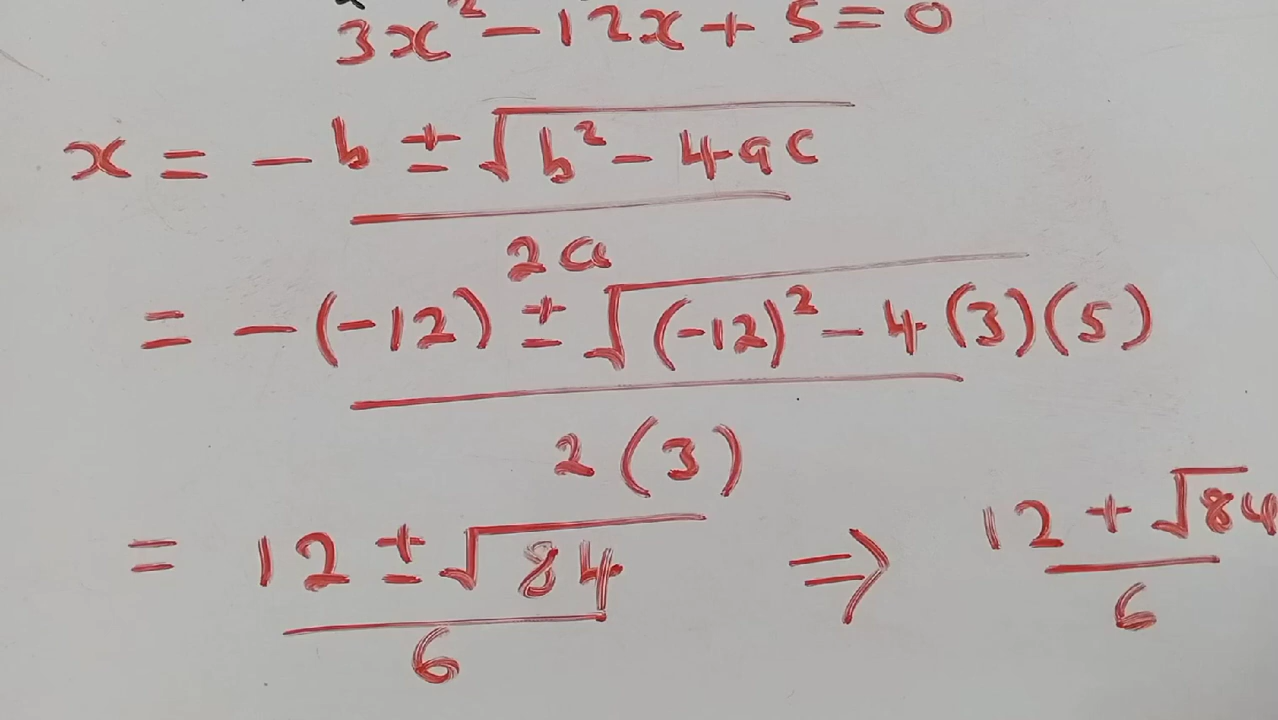 3x² - 12x + 5 = 0
x = -b ± √(b² - 4ac)
2a
= -(-12) ± √((-12)² - 4(3)(5))
2(3)
= 12 ± √84 ⇒ 12 + √84
6 6